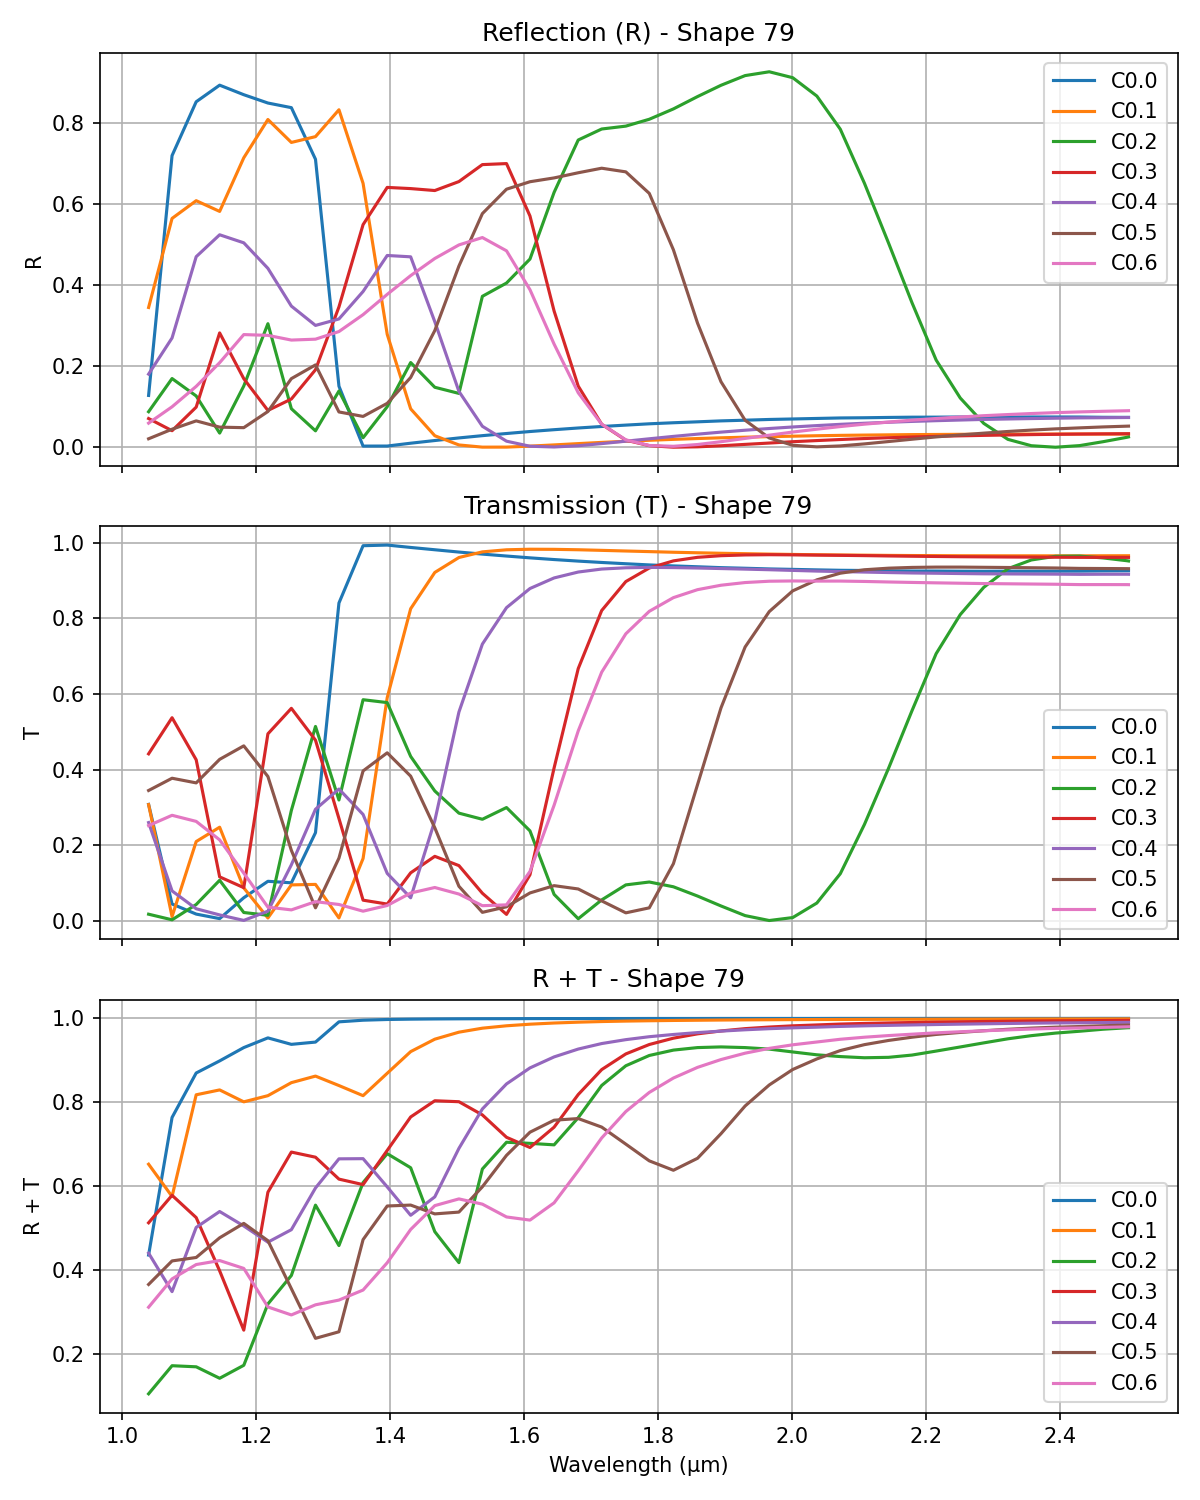 Reflection (R) - Shape 79
0.8
0.6
0.4
0.2
0.0
R
C0.0
C0.1
C0.2
C0.3
C0.4
C0.5
C0.6
Transmission (T) - Shape 79
1.0
0.8
0.6
0.4
0.2
0.0
T
C0.0
C0.1
C0.2
C0.3
C0.4
C0.5
C0.6
R + T - Shape 79
1.0
0.8
0.6
0.4
0.2
R + T
C0.0
C0.1
C0.2
C0.3
C0.4
C0.5
C0.6
1.0 1.2 1.4 1.6 1.8 2.0 2.2 2.4
Wavelength (μm)